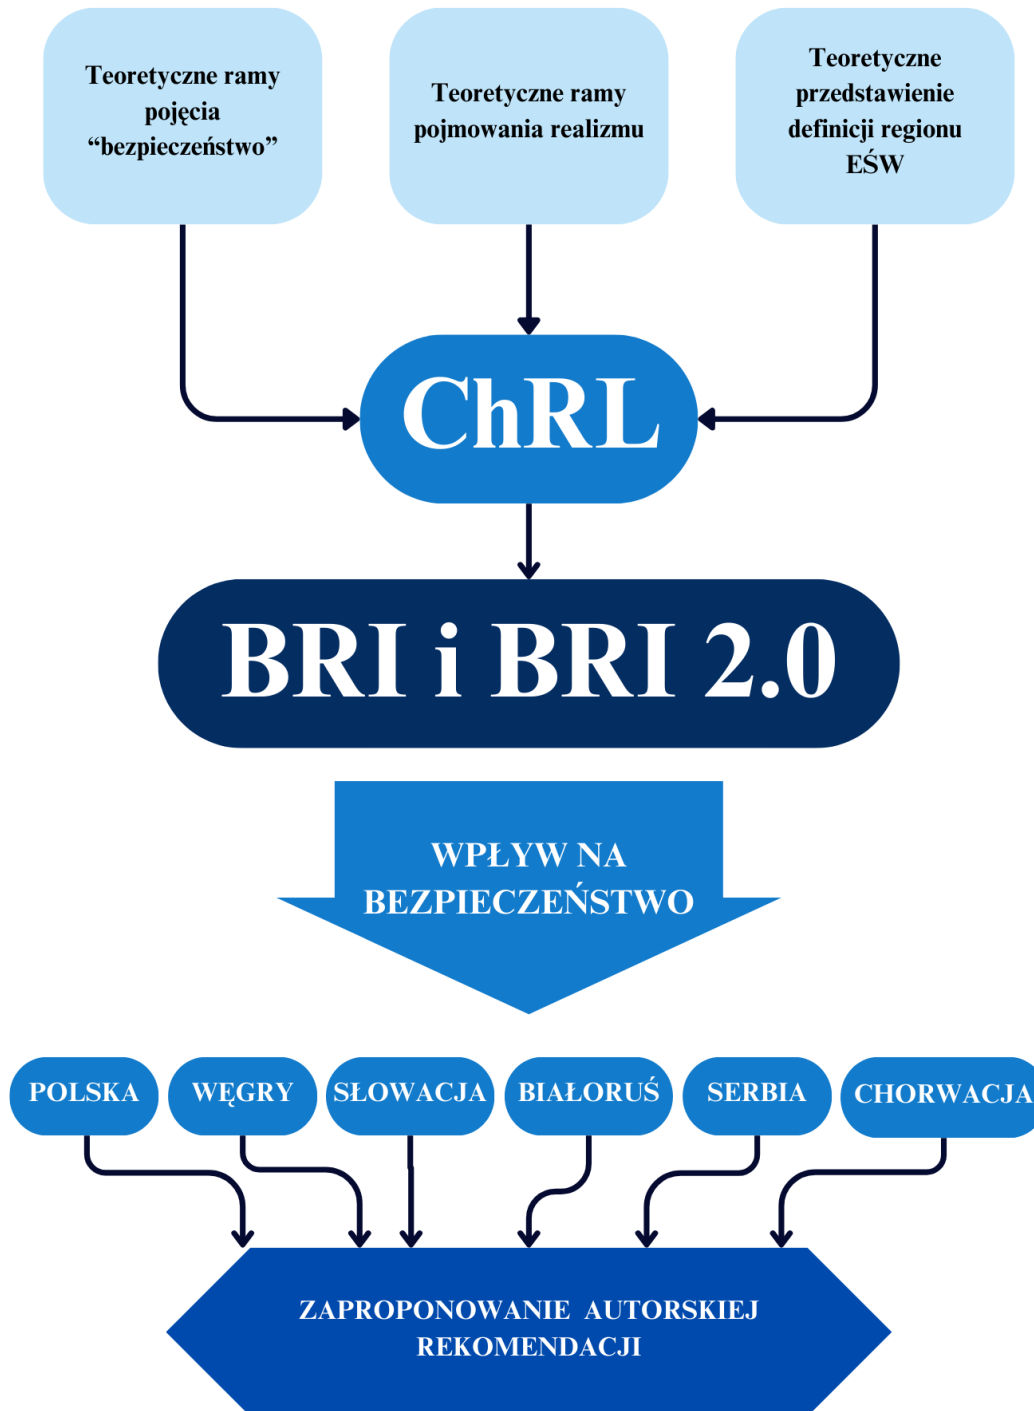 Teoretyczne ramy
pojęcia
“bezpieczeństwo”
Teoretyczne ramy
pojmowania realizmu
Teoretyczne
przedstawienie
definicji regionu
EŚW
ChRL
BRI i BRI 2.0
WPŁYW NA
BEZPIECZEŃSTWO
POLSKA
WĘGRY
SŁOWACJA
BIAŁORUŚ
SERBIA
CHORWACJA
ZAPROPONOWANIE AUTORSKIEJ
REKOMENDACJI